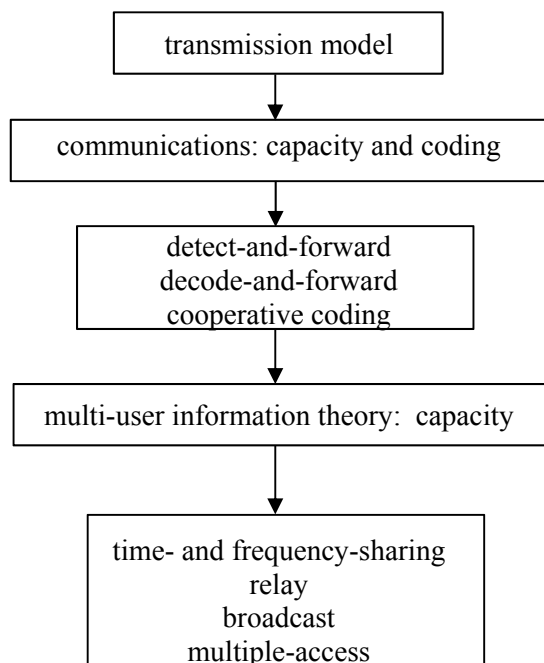 transmission model
communications: capacity and coding
detect-and-forward
decode-and-forward
cooperative coding
multi-user information theory: capacity
time- and frequency-sharing
relay
broadcast
multiple-access